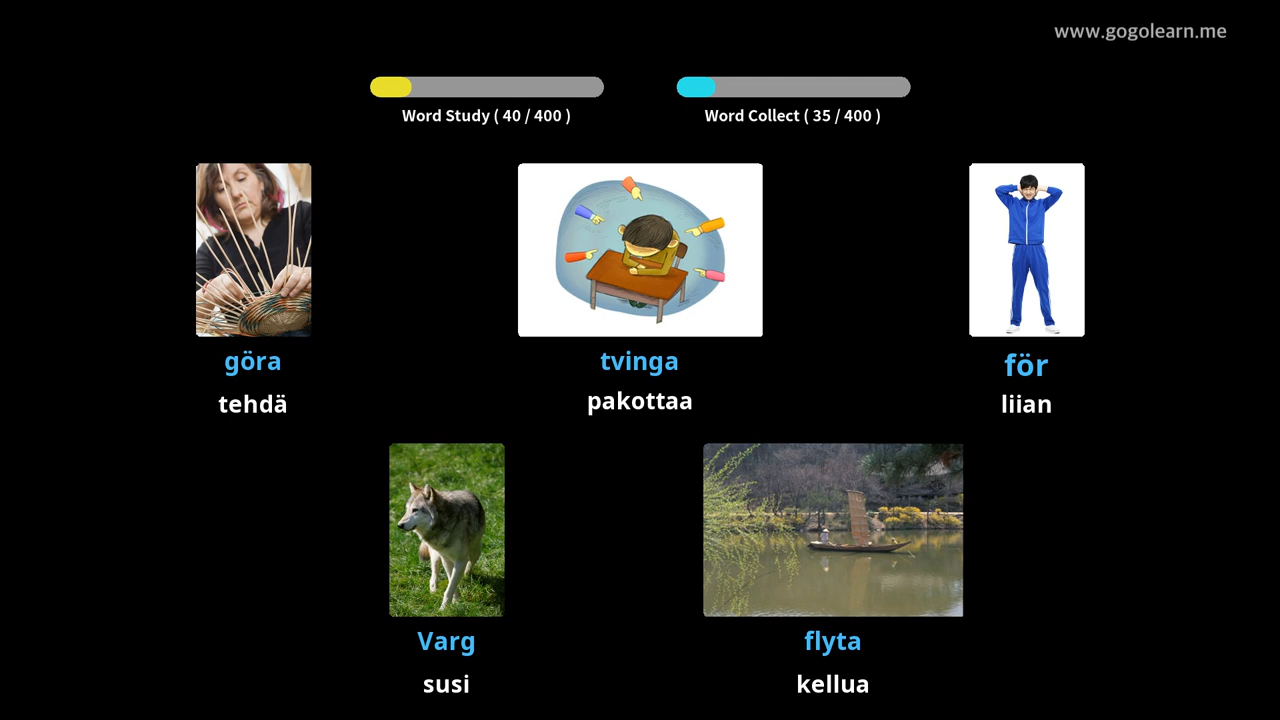 www.gogolearn.me
Word Study ( 40 / 400 )
Word Collect ( 35 / 400 )
göra
tvinga
för
tehdä
pakottaa
liian
Varg
flyta
susi
kellua